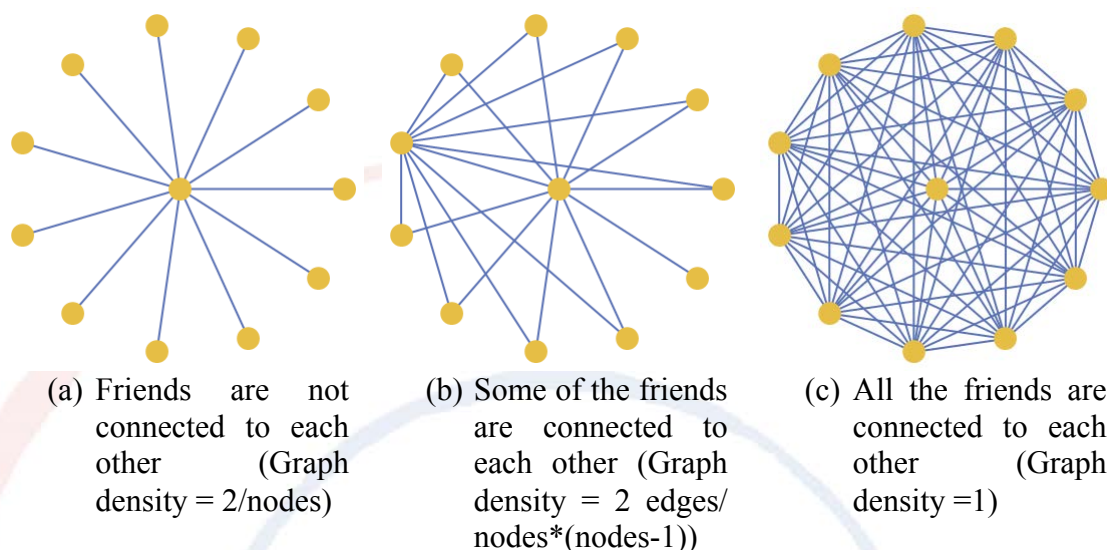 (a) Friends are not
connected to each
other (Graph
density = 2/nodes)
(b) Some of the friends
are connected to
each other (Graph
density = 2 edges/
nodes*(nodes-1))
(c) All the friends are
connected to each
other (Graph
density =1)